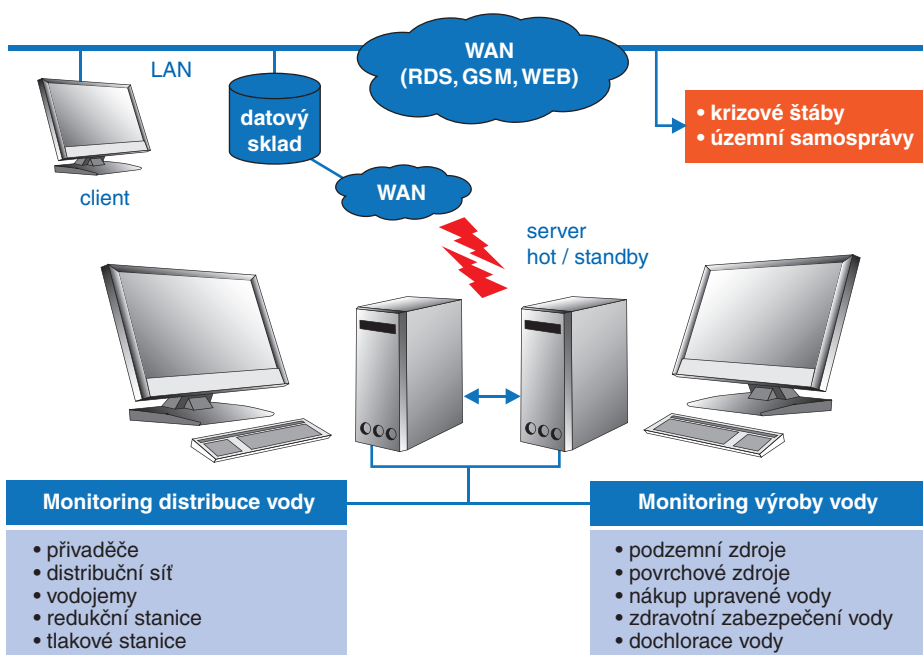 WAN
(RDS, GSM, WEB)
LAN
datový
sklad
• krizové štáby
• územní samosprávy
client
WAN
server
hot / standby
Monitoring distribuce vody
• přivaděče
• distribuční síť
• vodojemy
• redukční stanice
• tlakové stanice
Monitoring výroby vody
• podzemní zdroje
• povrchové zdroje
• nákup upravené vody
• zdravotní zabezpečení vody
• dochlorace vody